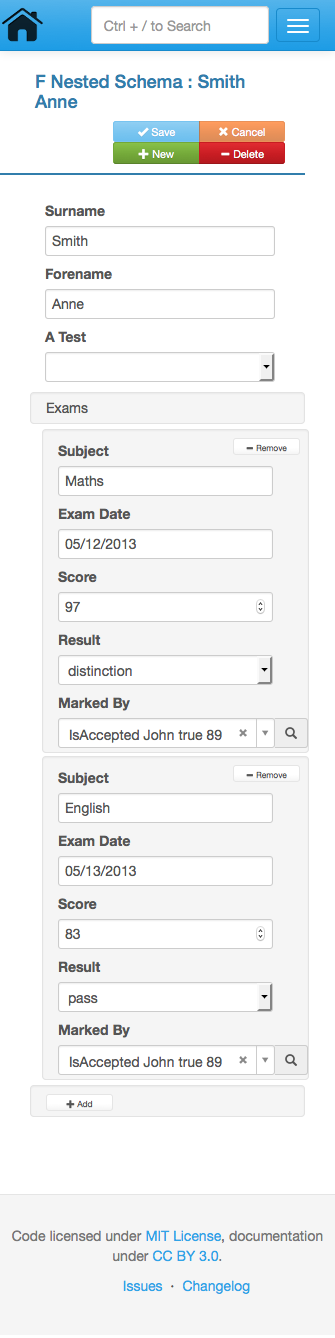 Ctrl + / to Search
F Nested Schema : Smith
Anne
Save
Cancel
New
Delete
Surname
Smith
Forename
Anne
A Test
Exams
Subject
Remove
Maths
Exam Date
05/12/2013
Score
97
Result
distinction
Marked By
IsAccepted John true 89
Subject
Remove
English
Exam Date
05/13/2013
Score
83
Result
pass
Marked By
IsAccepted John true 89
Add
Code licensed under MIT License, documentation
under CC BY 3.0.
Issues · Changelog